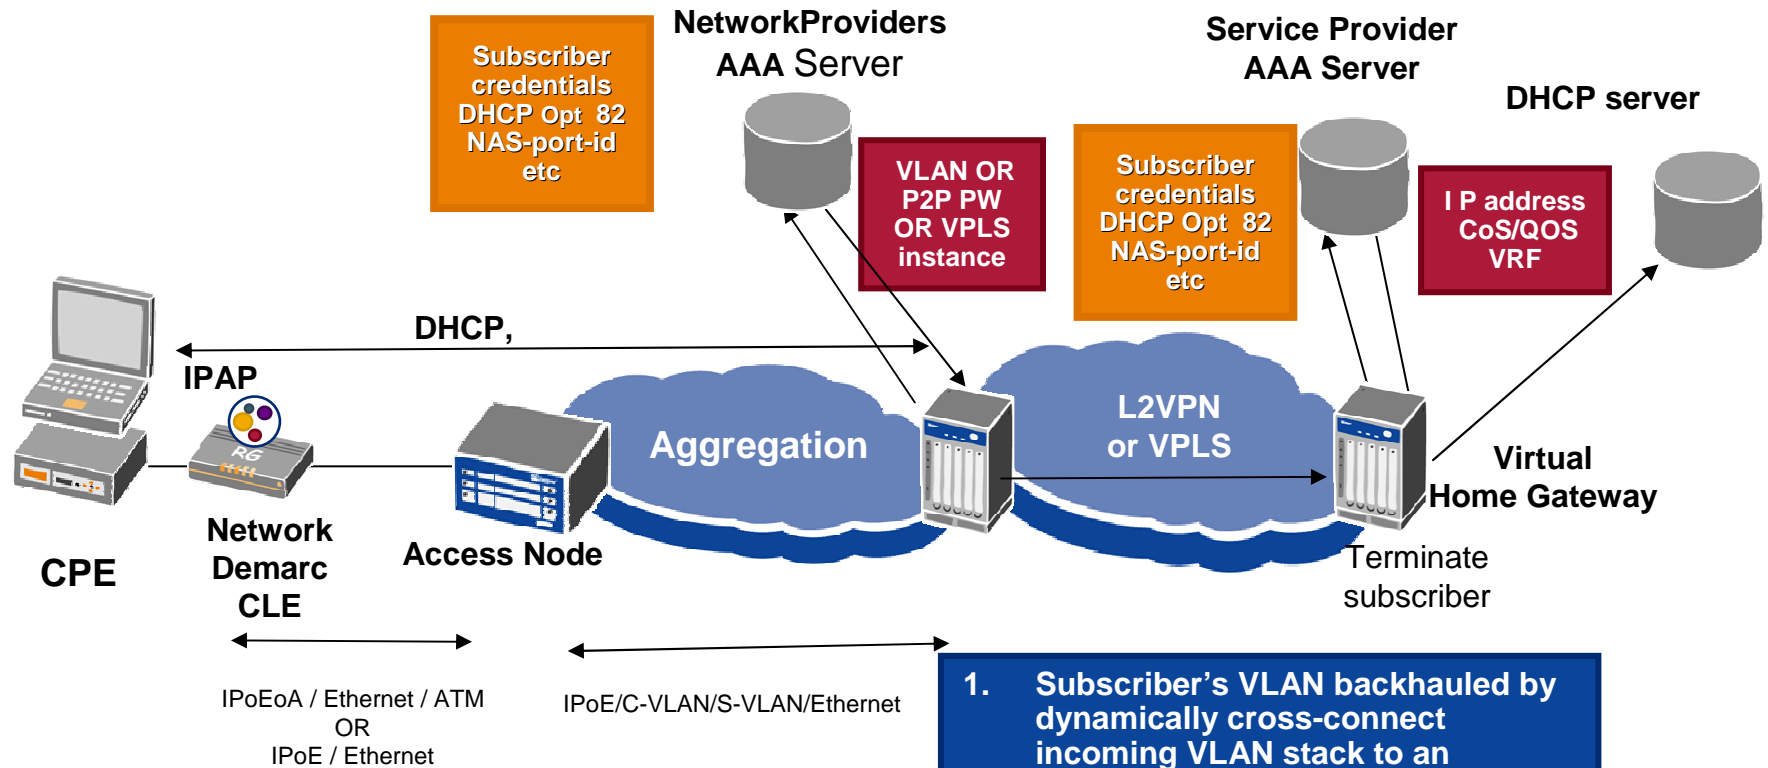 NetworkProviders
AAA Server
Service Provider
AAA Server
DHCP server
Subscriber
credentials
DHCP Opt 82
NAS-port-id
etc
VLAN OR
P2P PW
OR VPLS
instance
Subscriber
credentials
DHCP Opt 82
NAS-port-id
etc
I P address
CoS/QOS
VRF
DHCP,
IPAP
RG
Aggregation
L2VPN
or VPLS
Virtual
Home Gateway
CPE
Network
Demarc
CLE
Access Node
Terminate
subscriber
IPoEoA / Ethernet / ATM
OR
IPoE / Ethernet
IPoE/C-VLAN/S-VLAN/Ethernet
1. Subscriber’s VLAN backhauled by
dynamically cross-connect
incoming VLAN stack to an